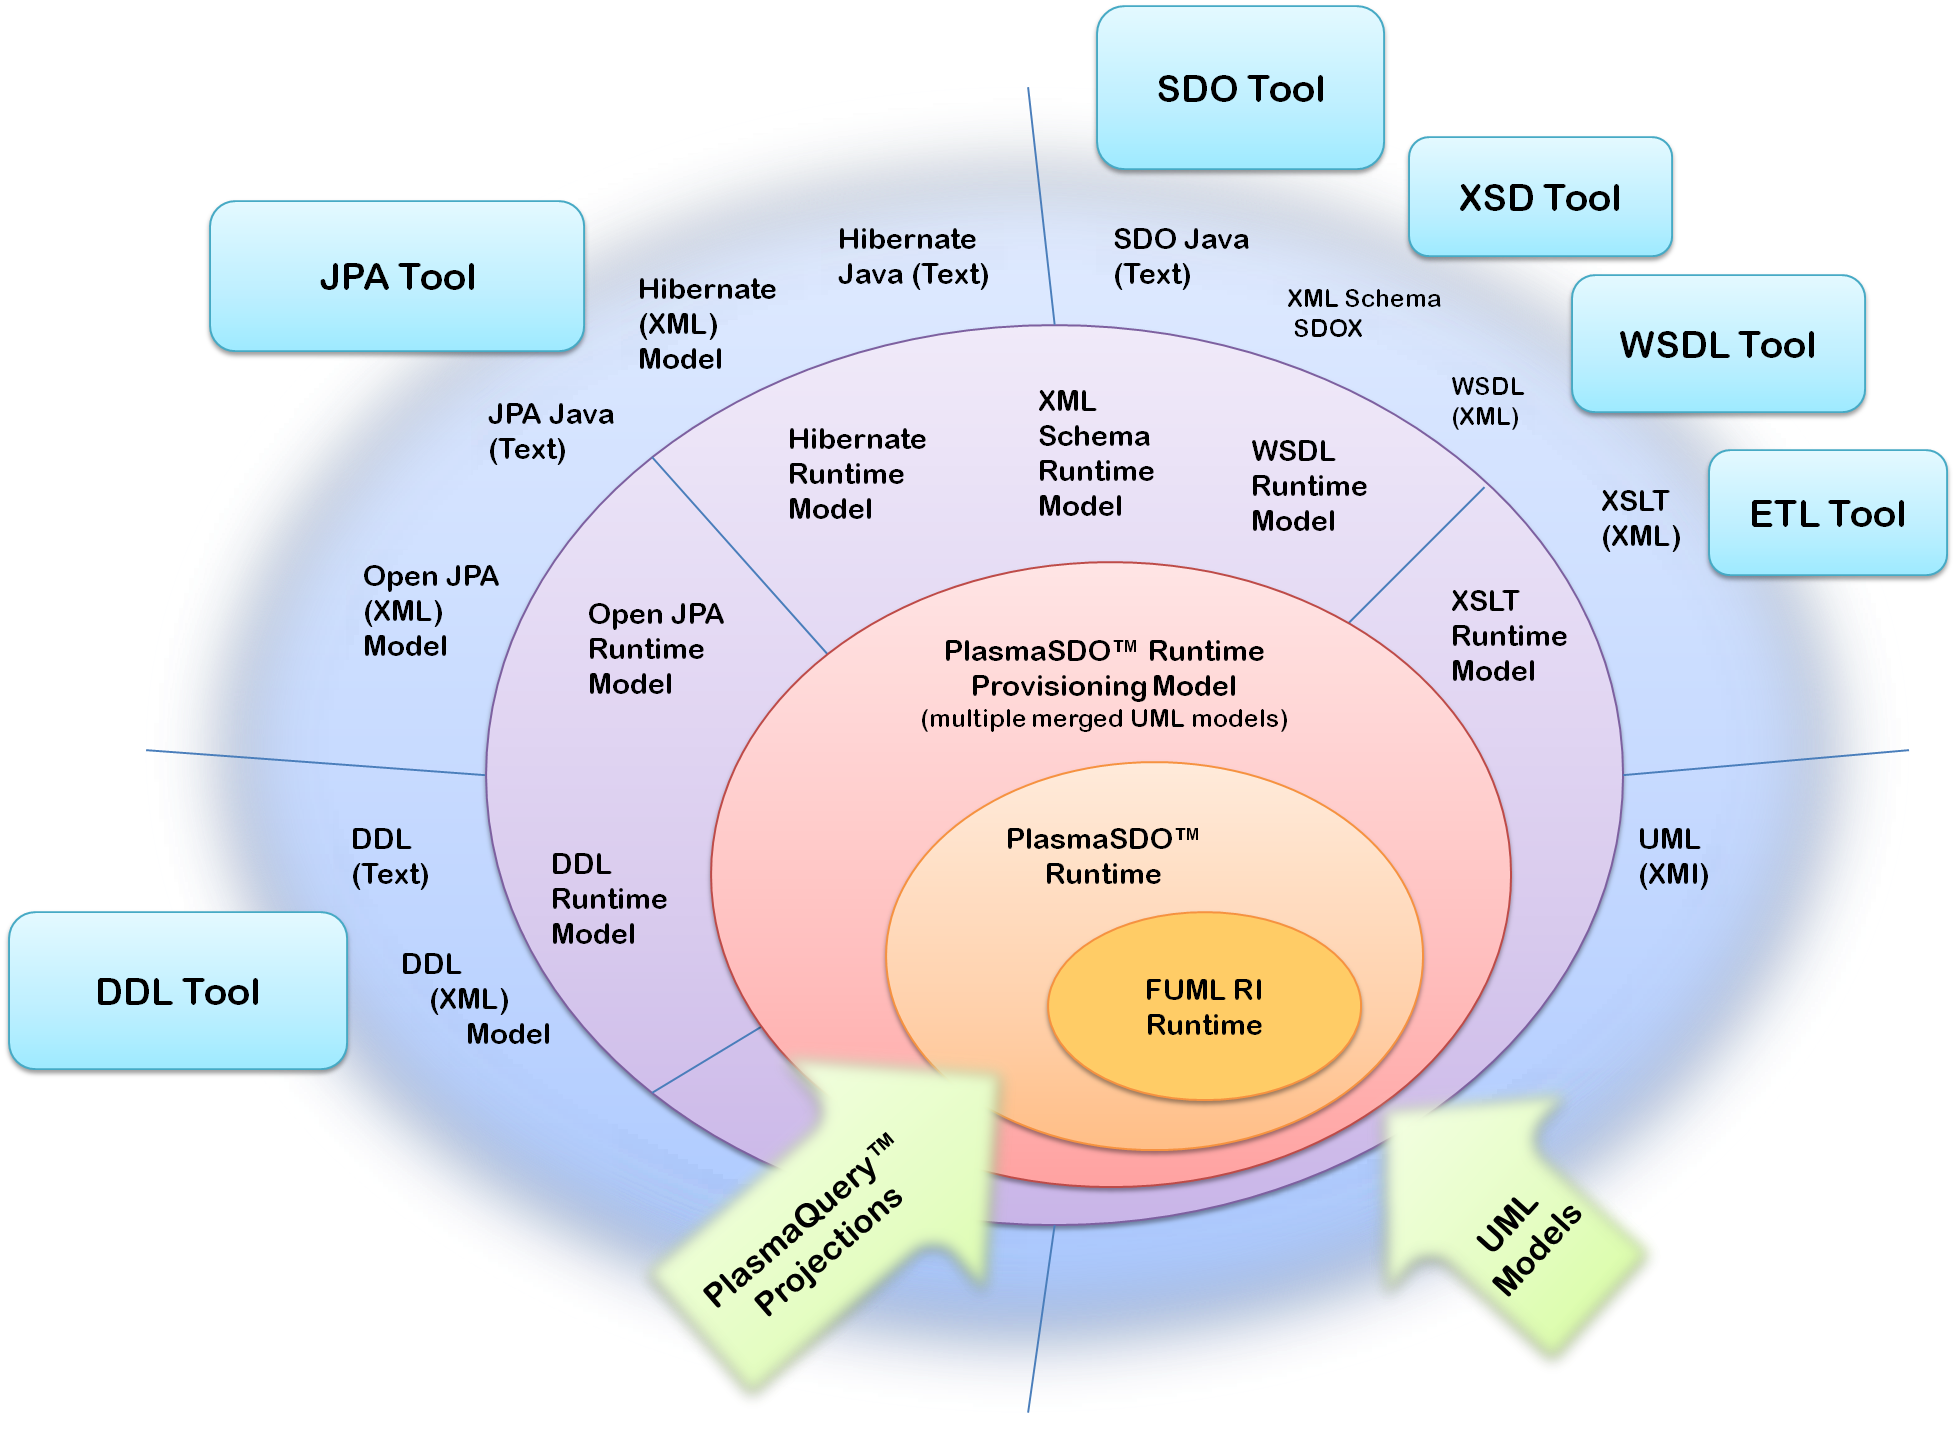 SDO Tool
XSD Tool
JPA Tool
WSDL Tool
ETL Tool
DDL Tool
Hibernate
Java (Text)
SDO Java
(Text)
Hibernate
(XML)
Model
XML Schema
SDOX
JPA Java
(Text)
WSDL
(XML)
XSLT
(XML)
Open JPA
(XML)
Model
DDL
(Text)
DDL
(XML)
Model
UML
(XMI)
Hibernate
Runtime
Model
XML
Schema
Runtime
Model
WSDL
Runtime
Model
Open JPA
Runtime
Model
XSLT
Runtime
Model
DDL
Runtime
Model
PlasmaSDO™ Runtime
Provisioning Model
(multiple merged UML models)
PlasmaSDO™
Runtime
FUML RI
Runtime
PlasmaQuery™
Projections
UML
Models